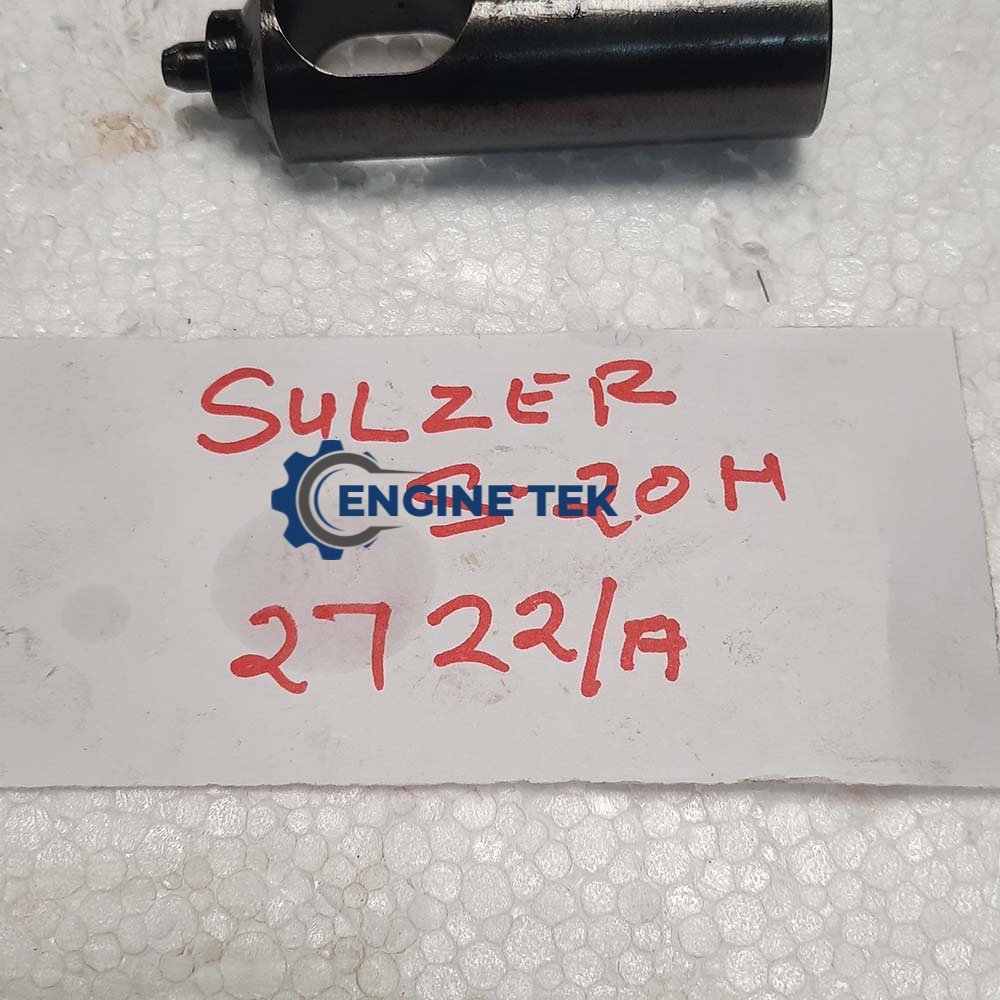 SULZER
S-20H
ENGINE TEK
2722/A